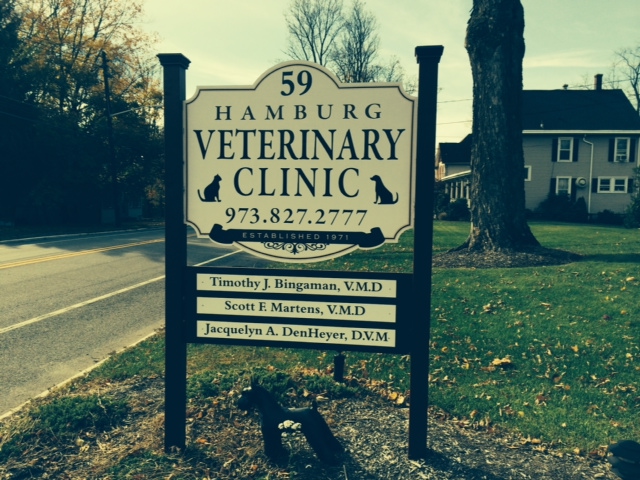 59
HAMBURG
VETERINARY
CLINIC
973.827.2777
ESTABLISHED 1971
Timothy J. Bingaman, V.M.D
Scott F. Martens, V.M.D
Jacquelyn A. DenHeyer, D.V.M